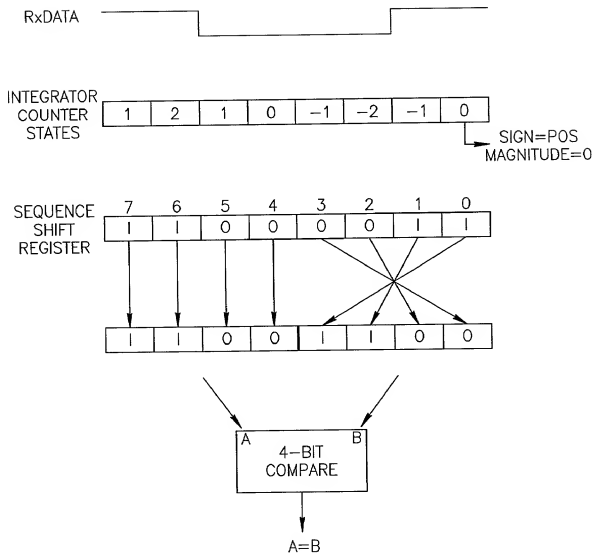 RxDATA
INTEGRATOR
COUNTER
STATES
1 2 1 0 −1 −2 −1 0
SIGN=POS
MAGNITUDE=0
7 6 5 4 3 2 1 0
SEQUENCE
SHIFT
REGISTER
1 1 0 0 0 0 1 1
1 1 0 0 1 1 0 0
A B
4−BIT
COMPARE
A=B